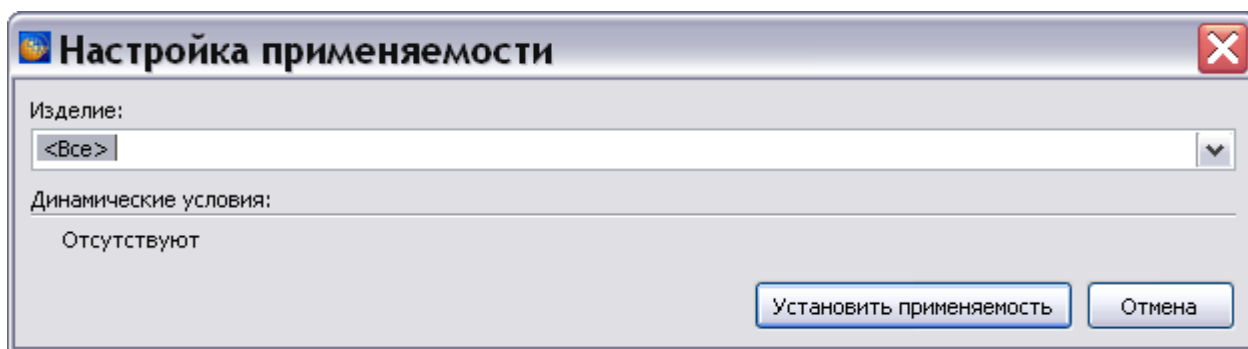 Настройка применяемости
Изделие:
<Все>
Динамические условия:
Отсутствуют
Установить применяемость Отмена